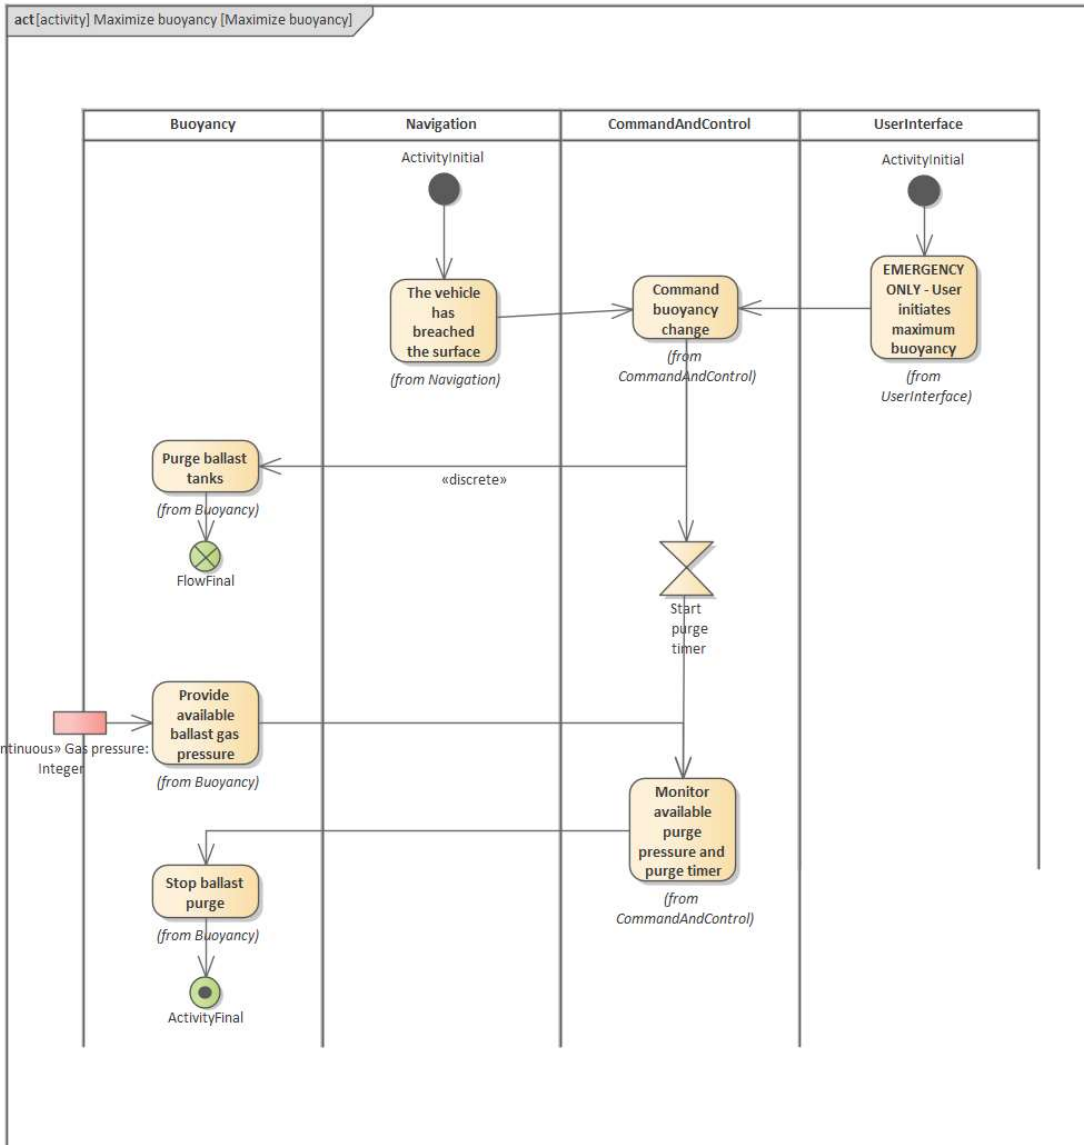 act [activity] Maximize buoyancy [Maximize buoyancy]
Buoyancy
Navigation
CommandAndControl
UserInterface
ActivityInitial
ActivityInitial
The vehicle
has
breached
the surface
(from Navigation)
Command
buoyancy
change
(from
CommandAndControl)
EMERGENCY
ONLY - User
initiates
maximum
buoyancy
(from
UserInterface)
Purge ballast
tanks
(from Buoyancy)
«discrete»
FlowFinal
Start
purge
timer
Provide
available
ballast gas
pressure
(from Buoyancy)
ntinuous» Gas pressure:
Integer
Monitor
available
purge
pressure and
purge timer
(from
CommandAndControl)
Stop ballast
purge
(from Buoyancy)
ActivityFinal